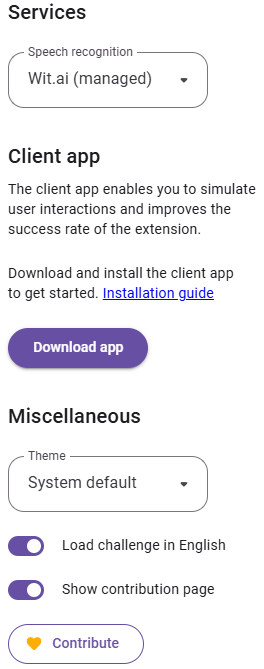 Services
Speech recognition
Wit.ai (managed)
Client app
The client app enables you to simulate
user interactions and improves the
success rate of the extension.
Download and install the client app
to get started. Installation guide
Download app
Miscellaneous
Theme
System default
Load challenge in English
Show contribution page
Contribute